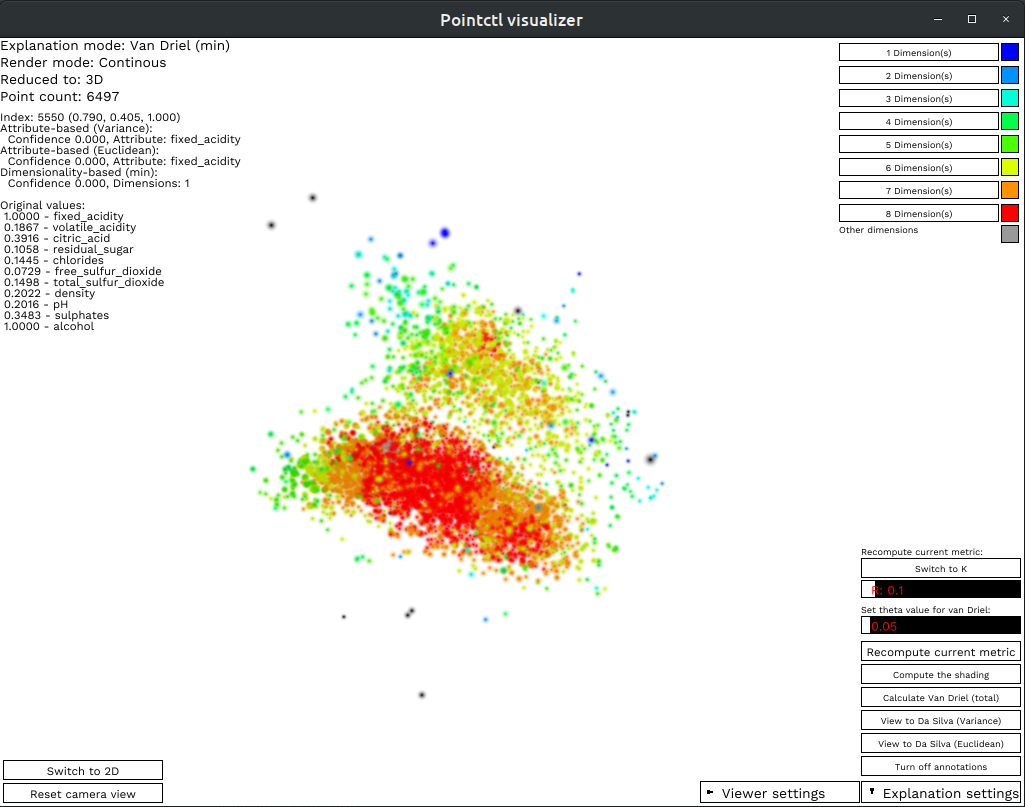 Pointctl visualizer
Explanation mode: Van Driel (min)
Render mode: Continous
Reduced to: 3D
Point count: 6497
Index: 5550 (0.790, 0.405, 1.000)
Attribute-based (Variance):
Confidence 0.000, Attribute: fixed_acidity
Attribute-based (Euclidean):
Confidence 0.000, Attribute: fixed_acidity
Dimensionality-based (min):
Confidence 0.000, Dimensions: 1
Original values:
1.0000 - fixed_acidity
0.1867 - volatile_acidity
0.3916 - citric_acid
0.1058 - residual_sugar
0.1445 - chlorides
0.0729 - free_sulfur_dioxide
0.1498 - total_sulfur_dioxide
0.2022 - density
0.2016 - pH
0.3483 - sulphates
1.0000 - alcohol
1 Dimension(s)
2 Dimension(s)
3 Dimension(s)
4 Dimension(s)
5 Dimension(s)
6 Dimension(s)
7 Dimension(s)
8 Dimension(s)
Other dimensions
Recompute current metric:
Switch to K
R: 0.1
Set theta value for van Driel:
0.05
Recompute current metric
Compute the shading
Calculate Van Driel (total)
View to Da Silva (Variance)
View to Da Silva (Euclidean)
Turn off annotations
Switch to 2D
Reset camera view
Viewer settings
Explanation settings